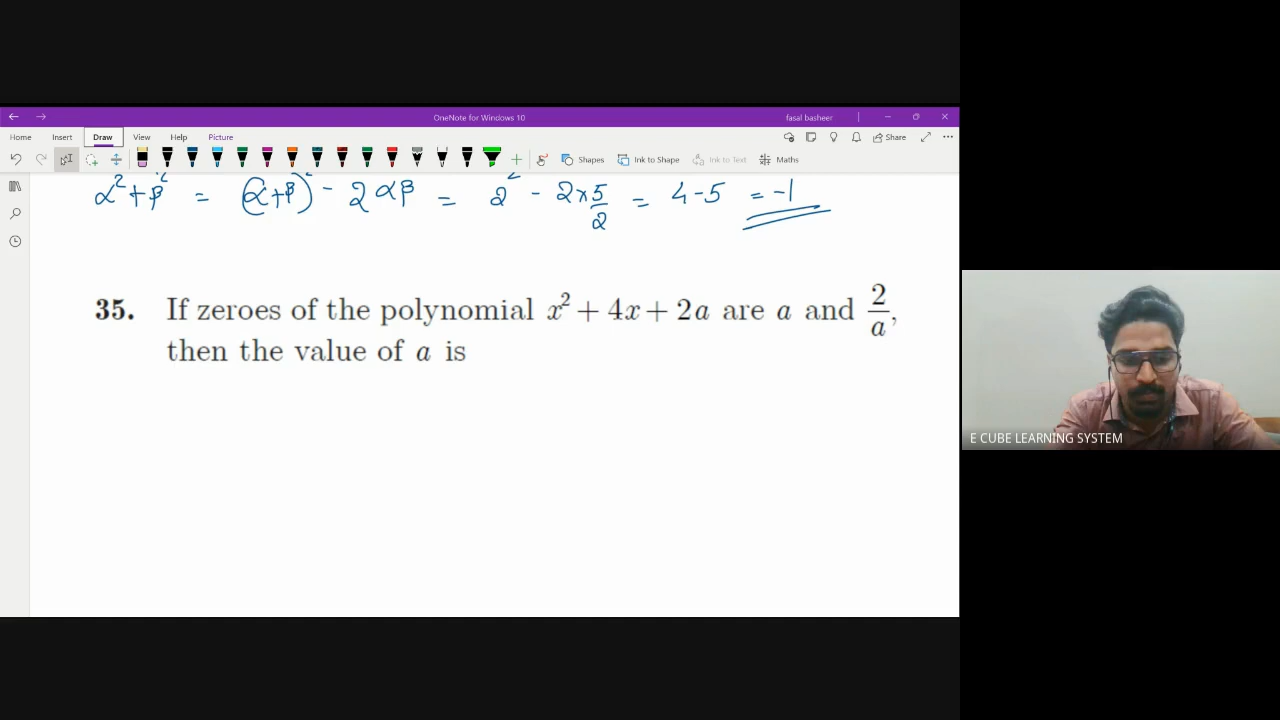 OneNote for Windows 10
fasal basheer
Home Insert Draw View Help Picture
Share
Shapes Ink to Shape Ink to Text Maths
α² + β² = (α+β)² - 2αβ = 2² - 2×5/2 = 4-5 = -1
35. If zeroes of the polynomial x² + 4x + 2a are a and 2/a,
then the value of a is
E CUBE LEARNING SYSTEM